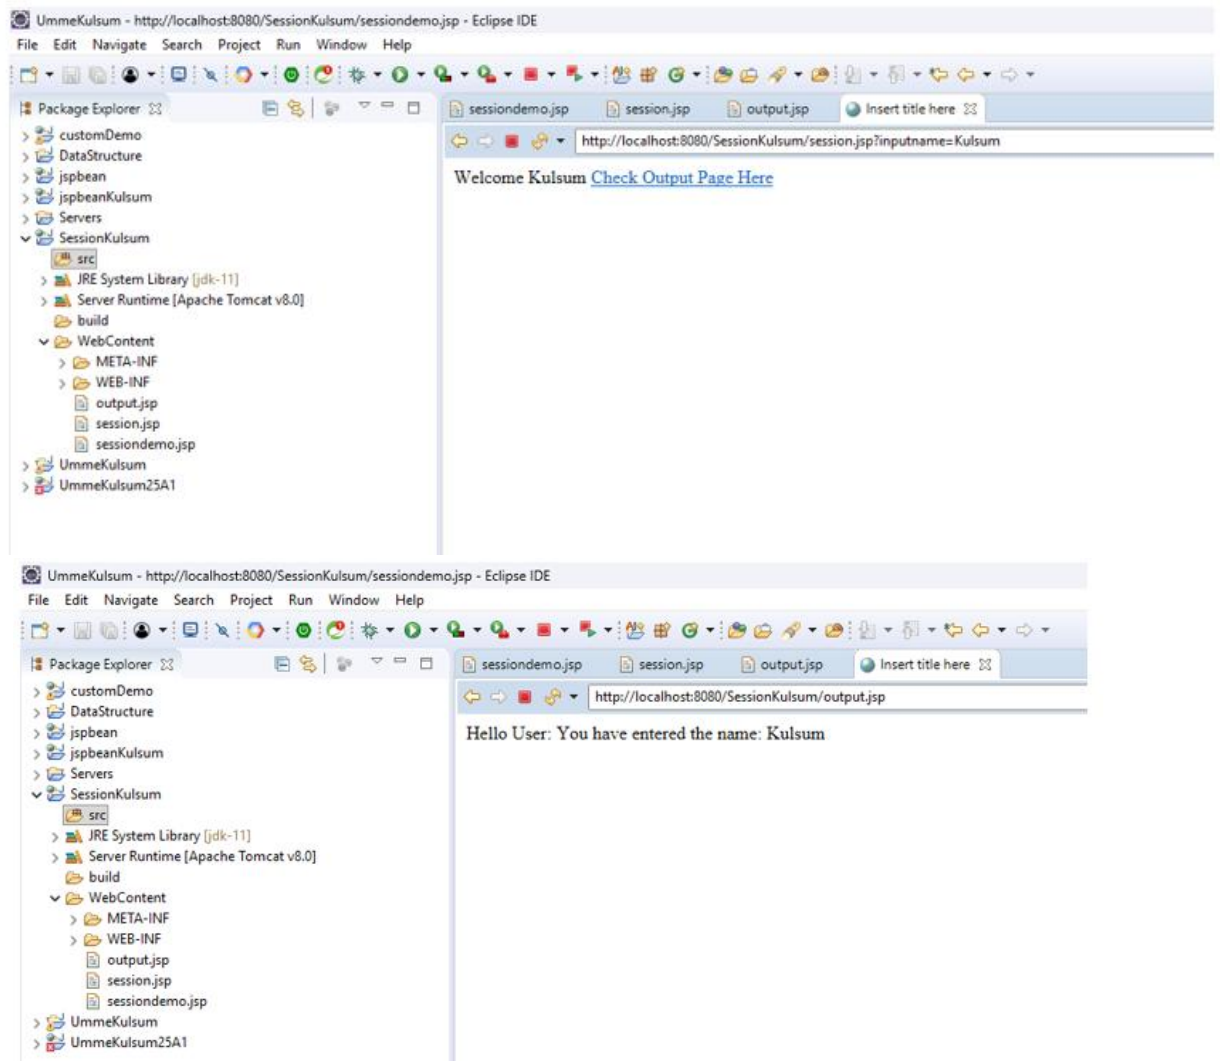 UmmeKulsum - http://localhost:8080/SessionKulsum/sessiondemo.jsp - Eclipse IDE
File Edit Navigate Search Project Run Window Help
Package Explorer
sessiondemo.jsp session.jsp output.jsp Insert title here
http://localhost:8080/SessionKulsum/session.jsp?inputname=Kulsum
customDemo
DataStructure
jspbean
jspbeanKulsum
Servers
SessionKulsum
src
JRE System Library [jdk-11]
Server Runtime [Apache Tomcat v8.0]
build
WebContent
META-INF
WEB-INF
output.jsp
session.jsp
sessiondemo.jsp
UmmeKulsum
UmmeKulsum25A1
Welcome Kulsum Check Output Page Here
UmmeKulsum - http://localhost:8080/SessionKulsum/sessiondemo.jsp - Eclipse IDE
File Edit Navigate Search Project Run Window Help
Package Explorer
sessiondemo.jsp session.jsp output.jsp Insert title here
http://localhost:8080/SessionKulsum/output.jsp
customDemo
DataStructure
jspbean
jspbeanKulsum
Servers
SessionKulsum
src
JRE System Library [jdk-11]
Server Runtime [Apache Tomcat v8.0]
build
WebContent
META-INF
WEB-INF
output.jsp
session.jsp
sessiondemo.jsp
UmmeKulsum
UmmeKulsum25A1
Hello User: You have entered the name: Kulsum